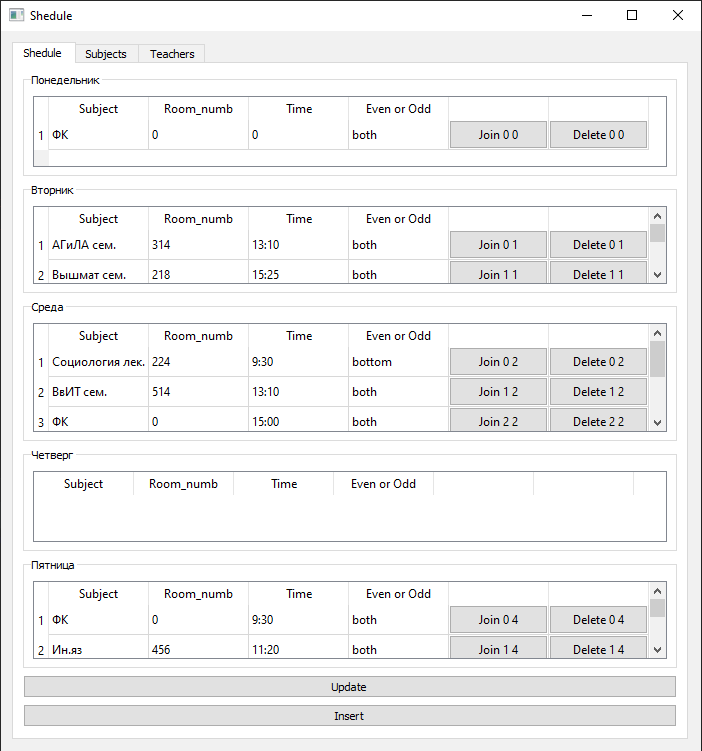 Shedule
Shedule Subjects Teachers
Понедельник
Subject Room_numb Time Even or Odd
1 ФК 0 0 both Join 0 0 Delete 0 0
Вторник
Subject Room_numb Time Even or Odd
1 АГиЛА сем. 314 13:10 both Join 0 1 Delete 0 1
2 Вышмат сем. 218 15:25 both Join 1 1 Delete 1 1
Среда
Subject Room_numb Time Even or Odd
1 Социология лек. 224 9:30 bottom Join 0 2 Delete 0 2
2 ВвИТ сем. 514 13:10 both Join 1 2 Delete 1 2
3 ФК 0 15:00 both Join 2 2 Delete 2 2
Четверг
Subject Room_numb Time Even or Odd
Пятница
Subject Room_numb Time Even or Odd
1 ФК 0 9:30 both Join 0 4 Delete 0 4
2 Ин.яз 456 11:20 both Join 1 4 Delete 1 4
Update
Insert